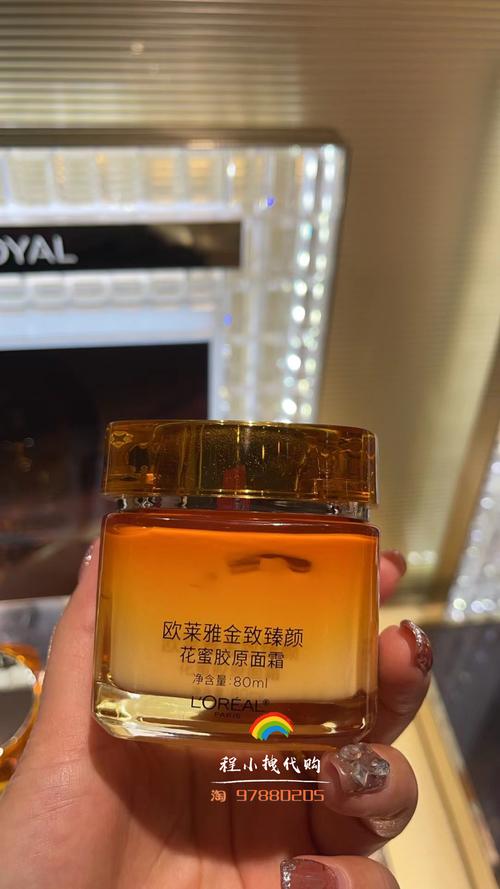 OYAL
欧莱雅金致臻颜
花蜜胶原面霜
净含量:80ml
L'ORÉAL
PARIS
程小拽代购
淘 97880205